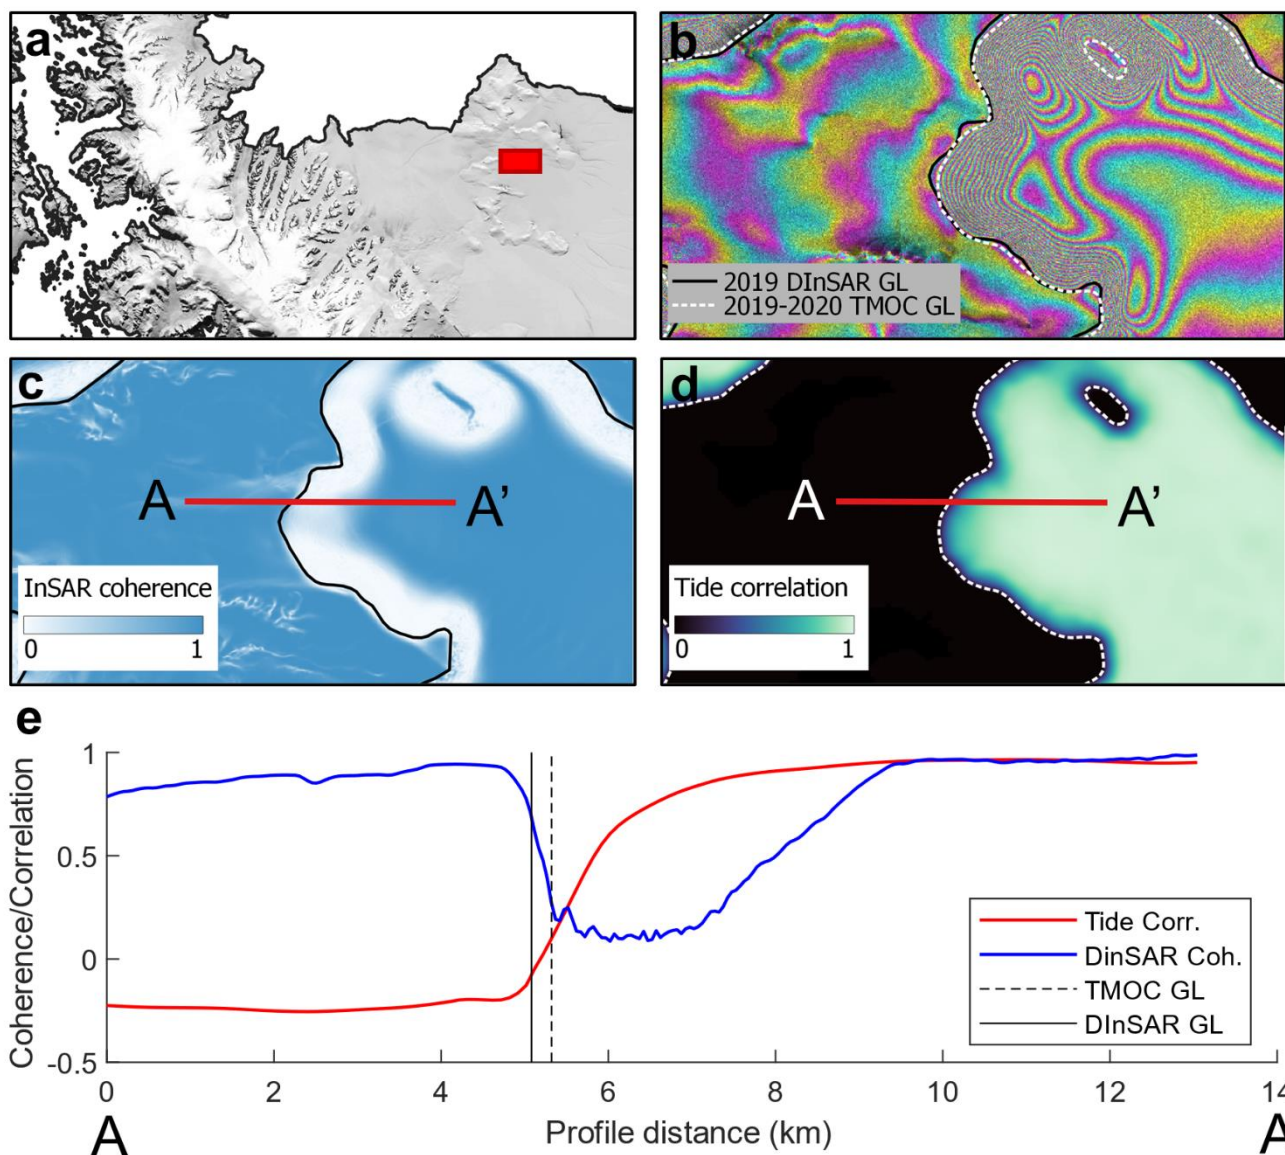 a
b
2019 DInSAR GL
2019-2020 TMOC GL
c
A
A’
InSAR coherence
0
1
d
A
A’
Tide correlation
0
1
e
1
0.5
0
-0.5
Coherence/Correlation
Tide Corr.
DinSAR Coh.
TMOC GL
DInSAR GL
0
2
4
6
8
10
12
14
A
Profile distance (km)
A